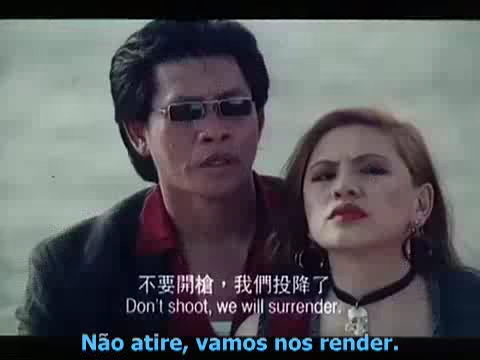 不要開槍，我們投降了
Don't shoot, we will surrender.
Não atire, vamos nos render.